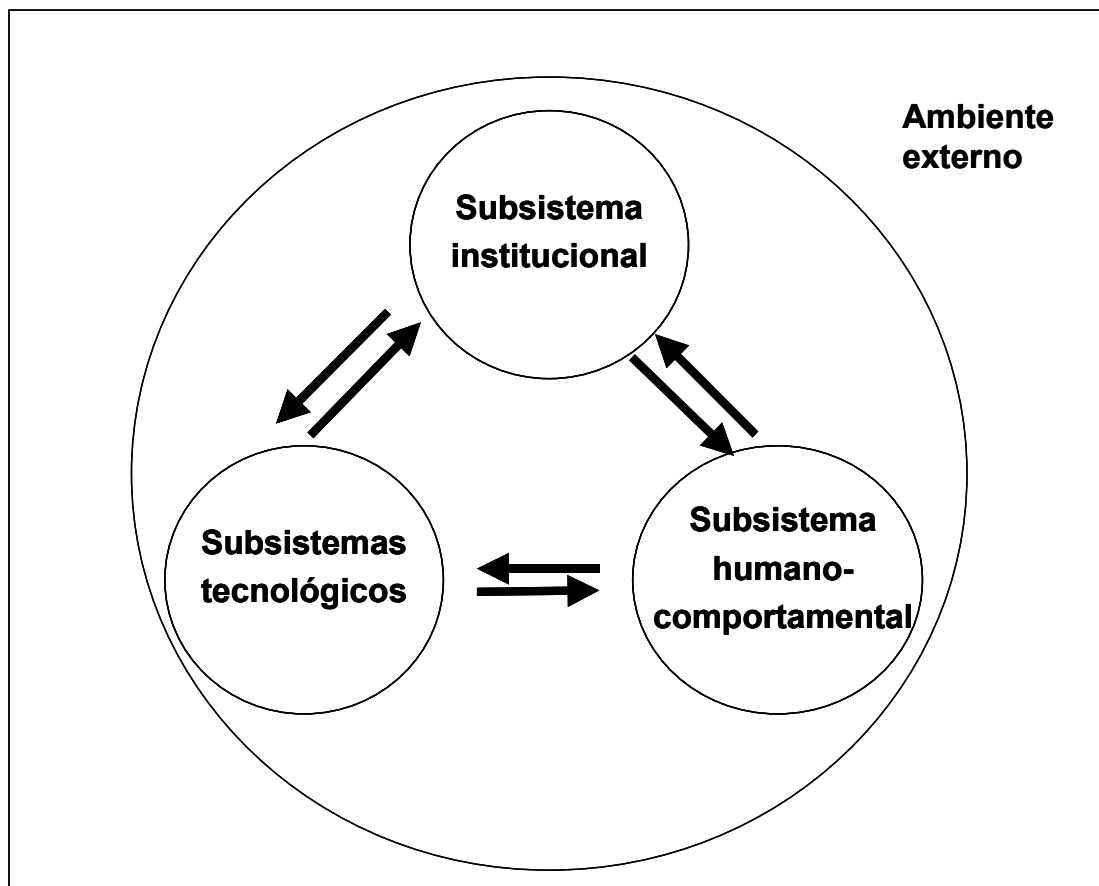 Ambiente
externo
Subsistema
institucional
Subsistemas
tecnológicos
Subsistema
humano-
comportamental